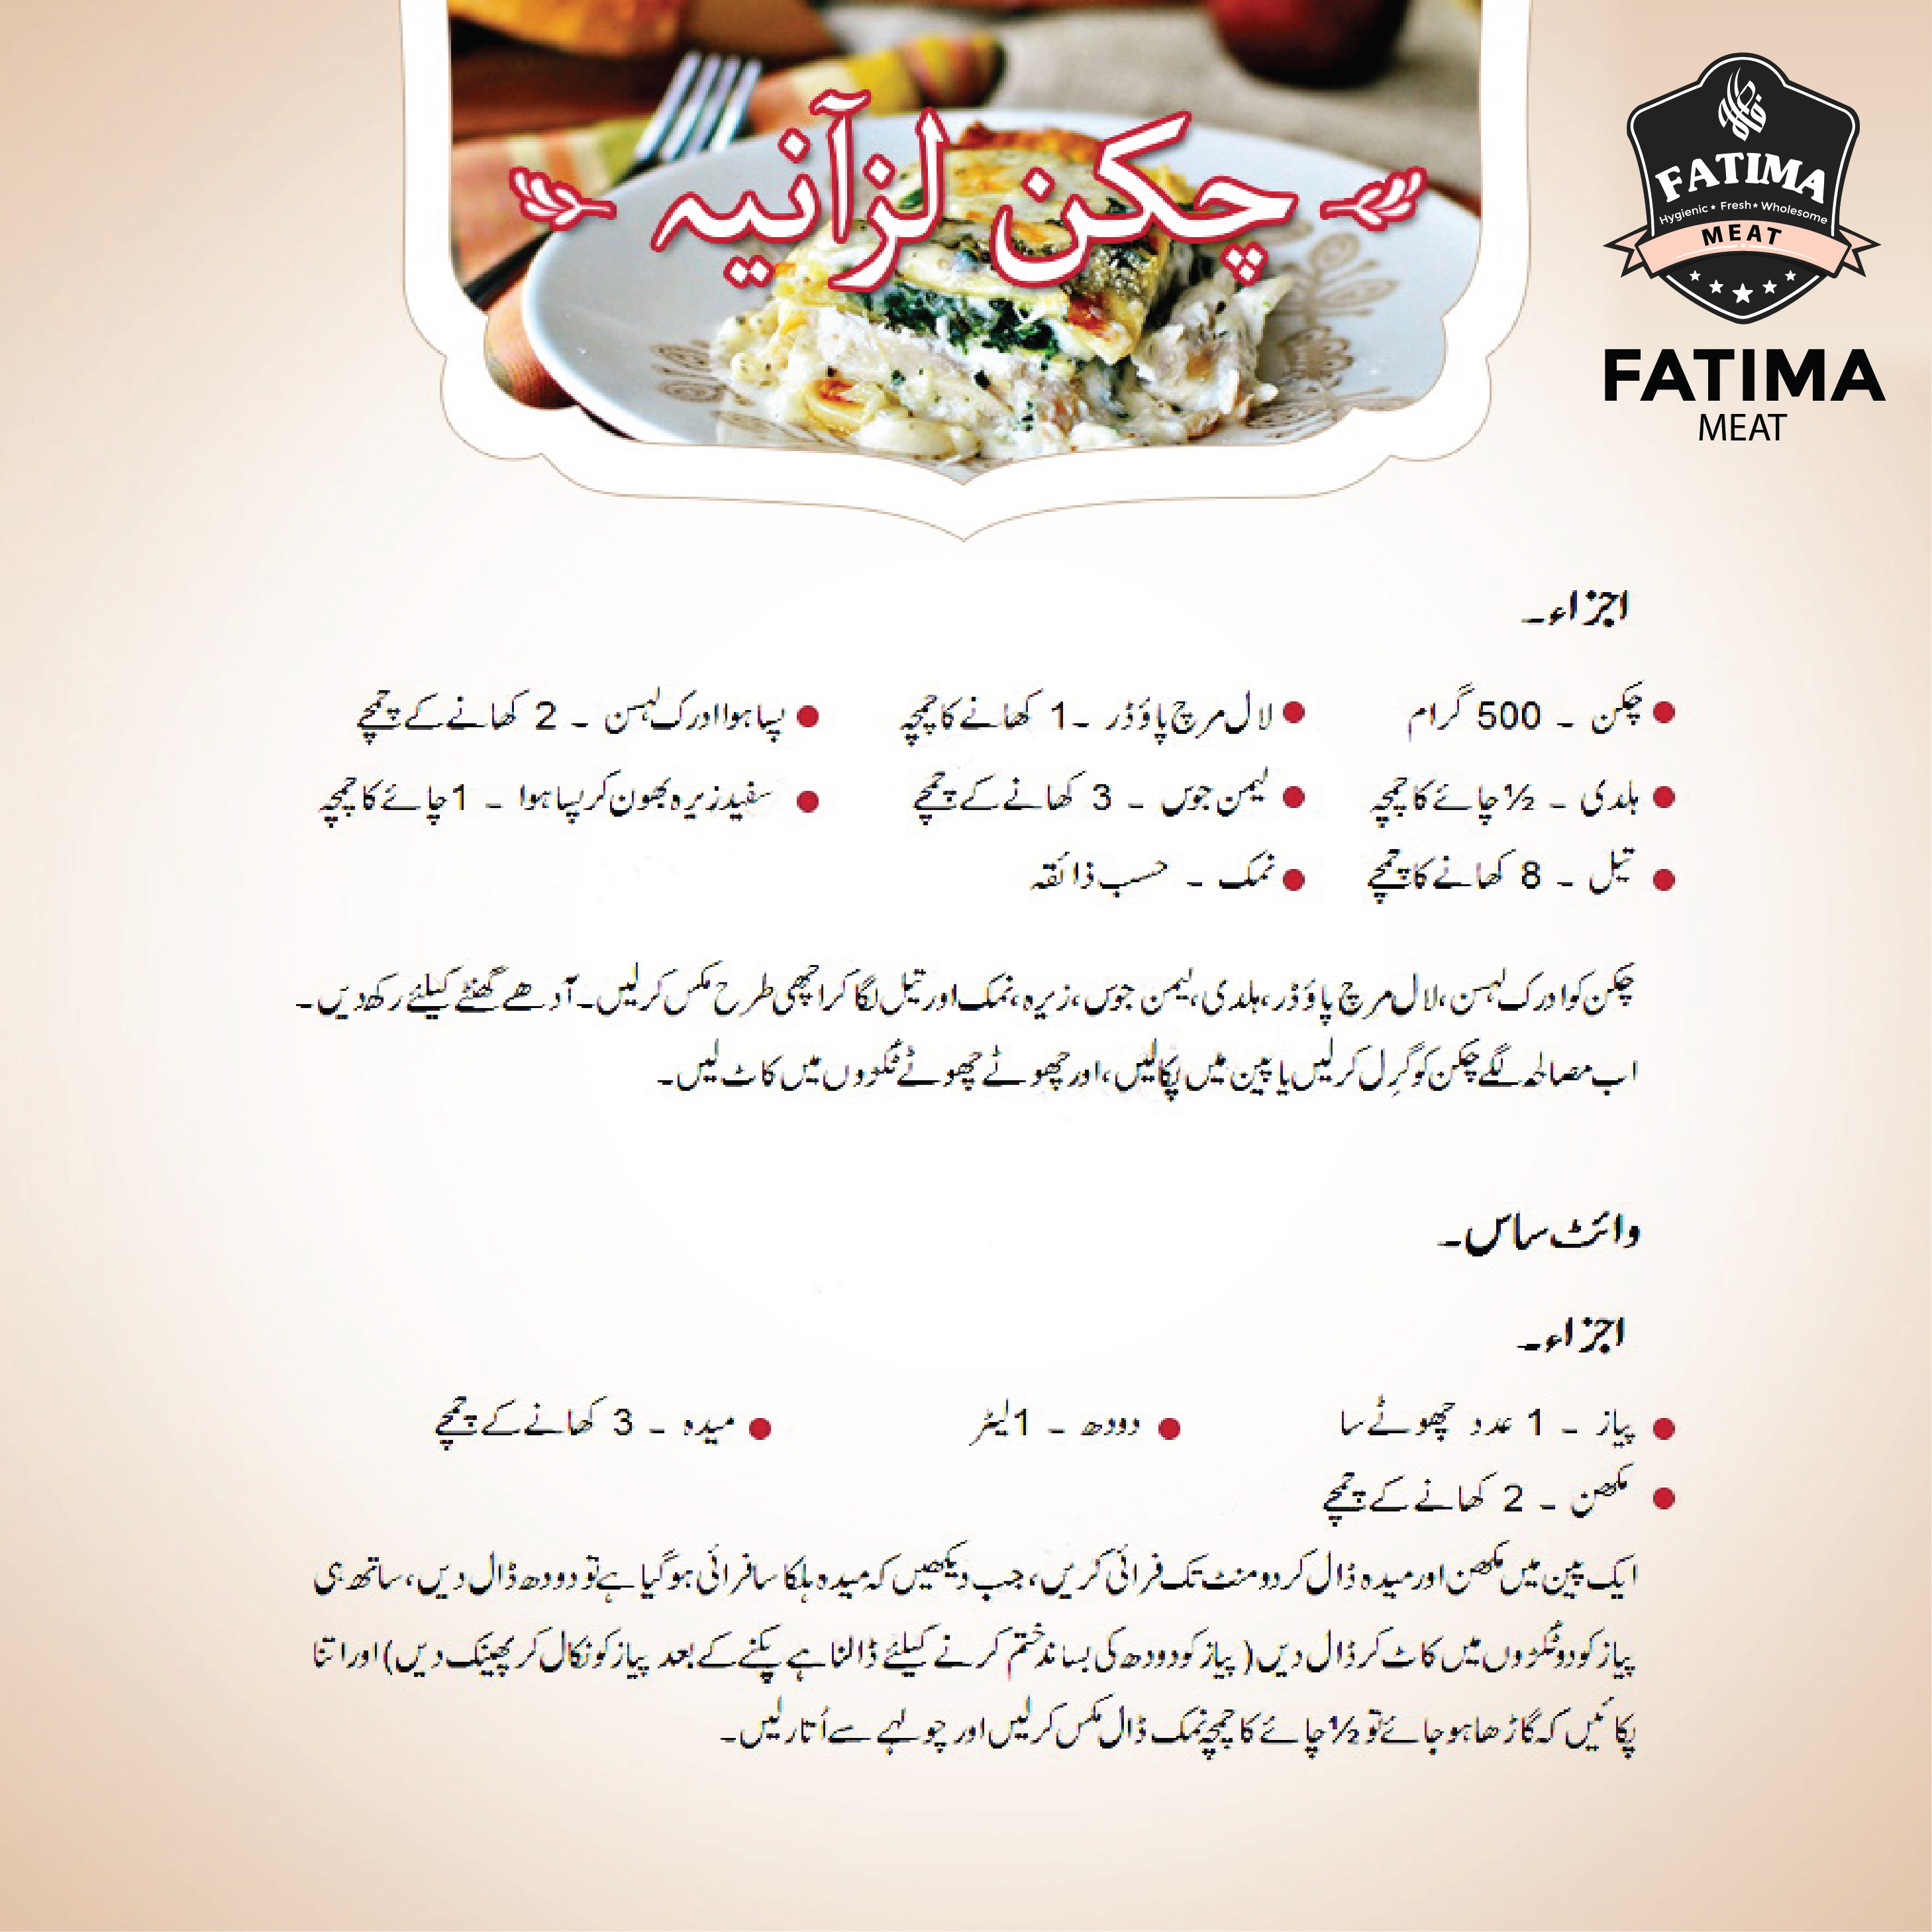 چکن لزآنیہ
FATIMA
Hygienic ★ Fresh ★ Wholesome
MEAT
FATIMA
MEAT
اجزاء۔
چکن ۔ 500 گرام
لال مرچ پاؤڈر ۔ 1 کھانے کا چمچہ
پسا ہوا ادرک لہسن ۔ 2 کھانے کے چمچے
ہلدی ۔ ½ چائے کا چمچہ
لیمن جوس ۔ 3 کھانے کے چمچے
سفید زیرہ بھون کر پسا ہوا ۔ 1 چائے کا چمچہ
تیل ۔ 8 کھانے کا چمچے
نمک ۔ حسب ذائقہ
چکن کو ادرک لہسن، لال مرچ پاؤڈر، ہلدی، لیمن جوس، زیرہ، نمک اور تیل لگا کر اچھی طرح مکس کر لیں۔ آدھے گھنٹے کیلئے رکھ دیں۔
اب مصالحہ لگے چکن کو گرِل کر لیں یا پین میں پکا لیں، اور چھوٹے چھوٹے ٹکڑوں میں کاٹ لیں۔
وائٹ ساس۔
اجزاء۔
پیاز ۔ 1 عدد چھوٹے سا
دودھ ۔ 1 لیٹر
میدہ ۔ 3 کھانے کے چمچے
مکھن ۔ 2 کھانے کے چمچے
ایک پین میں مکھن اور میدہ ڈال کر دو منٹ تک فرائی کریں، جب دیکھیں کہ میدہ ہلکا سا فرائی ہو گیا ہے تو دودھ ڈال دیں، ساتھ ہی
پیاز کو دو ٹکڑوں میں کاٹ کر ڈال دیں (پیاز کو دودھ کی بساند ختم کرنے کیلئے ڈالنا ہے پکنے کے بعد پیاز کو نکال کر پھینک دیں) اور اتنا
پکائیں کہ گاڑھا ہو جائے تو ½ چائے کا چمچہ نمک ڈال مکس کر لیں اور چولہے سے اُتار لیں۔